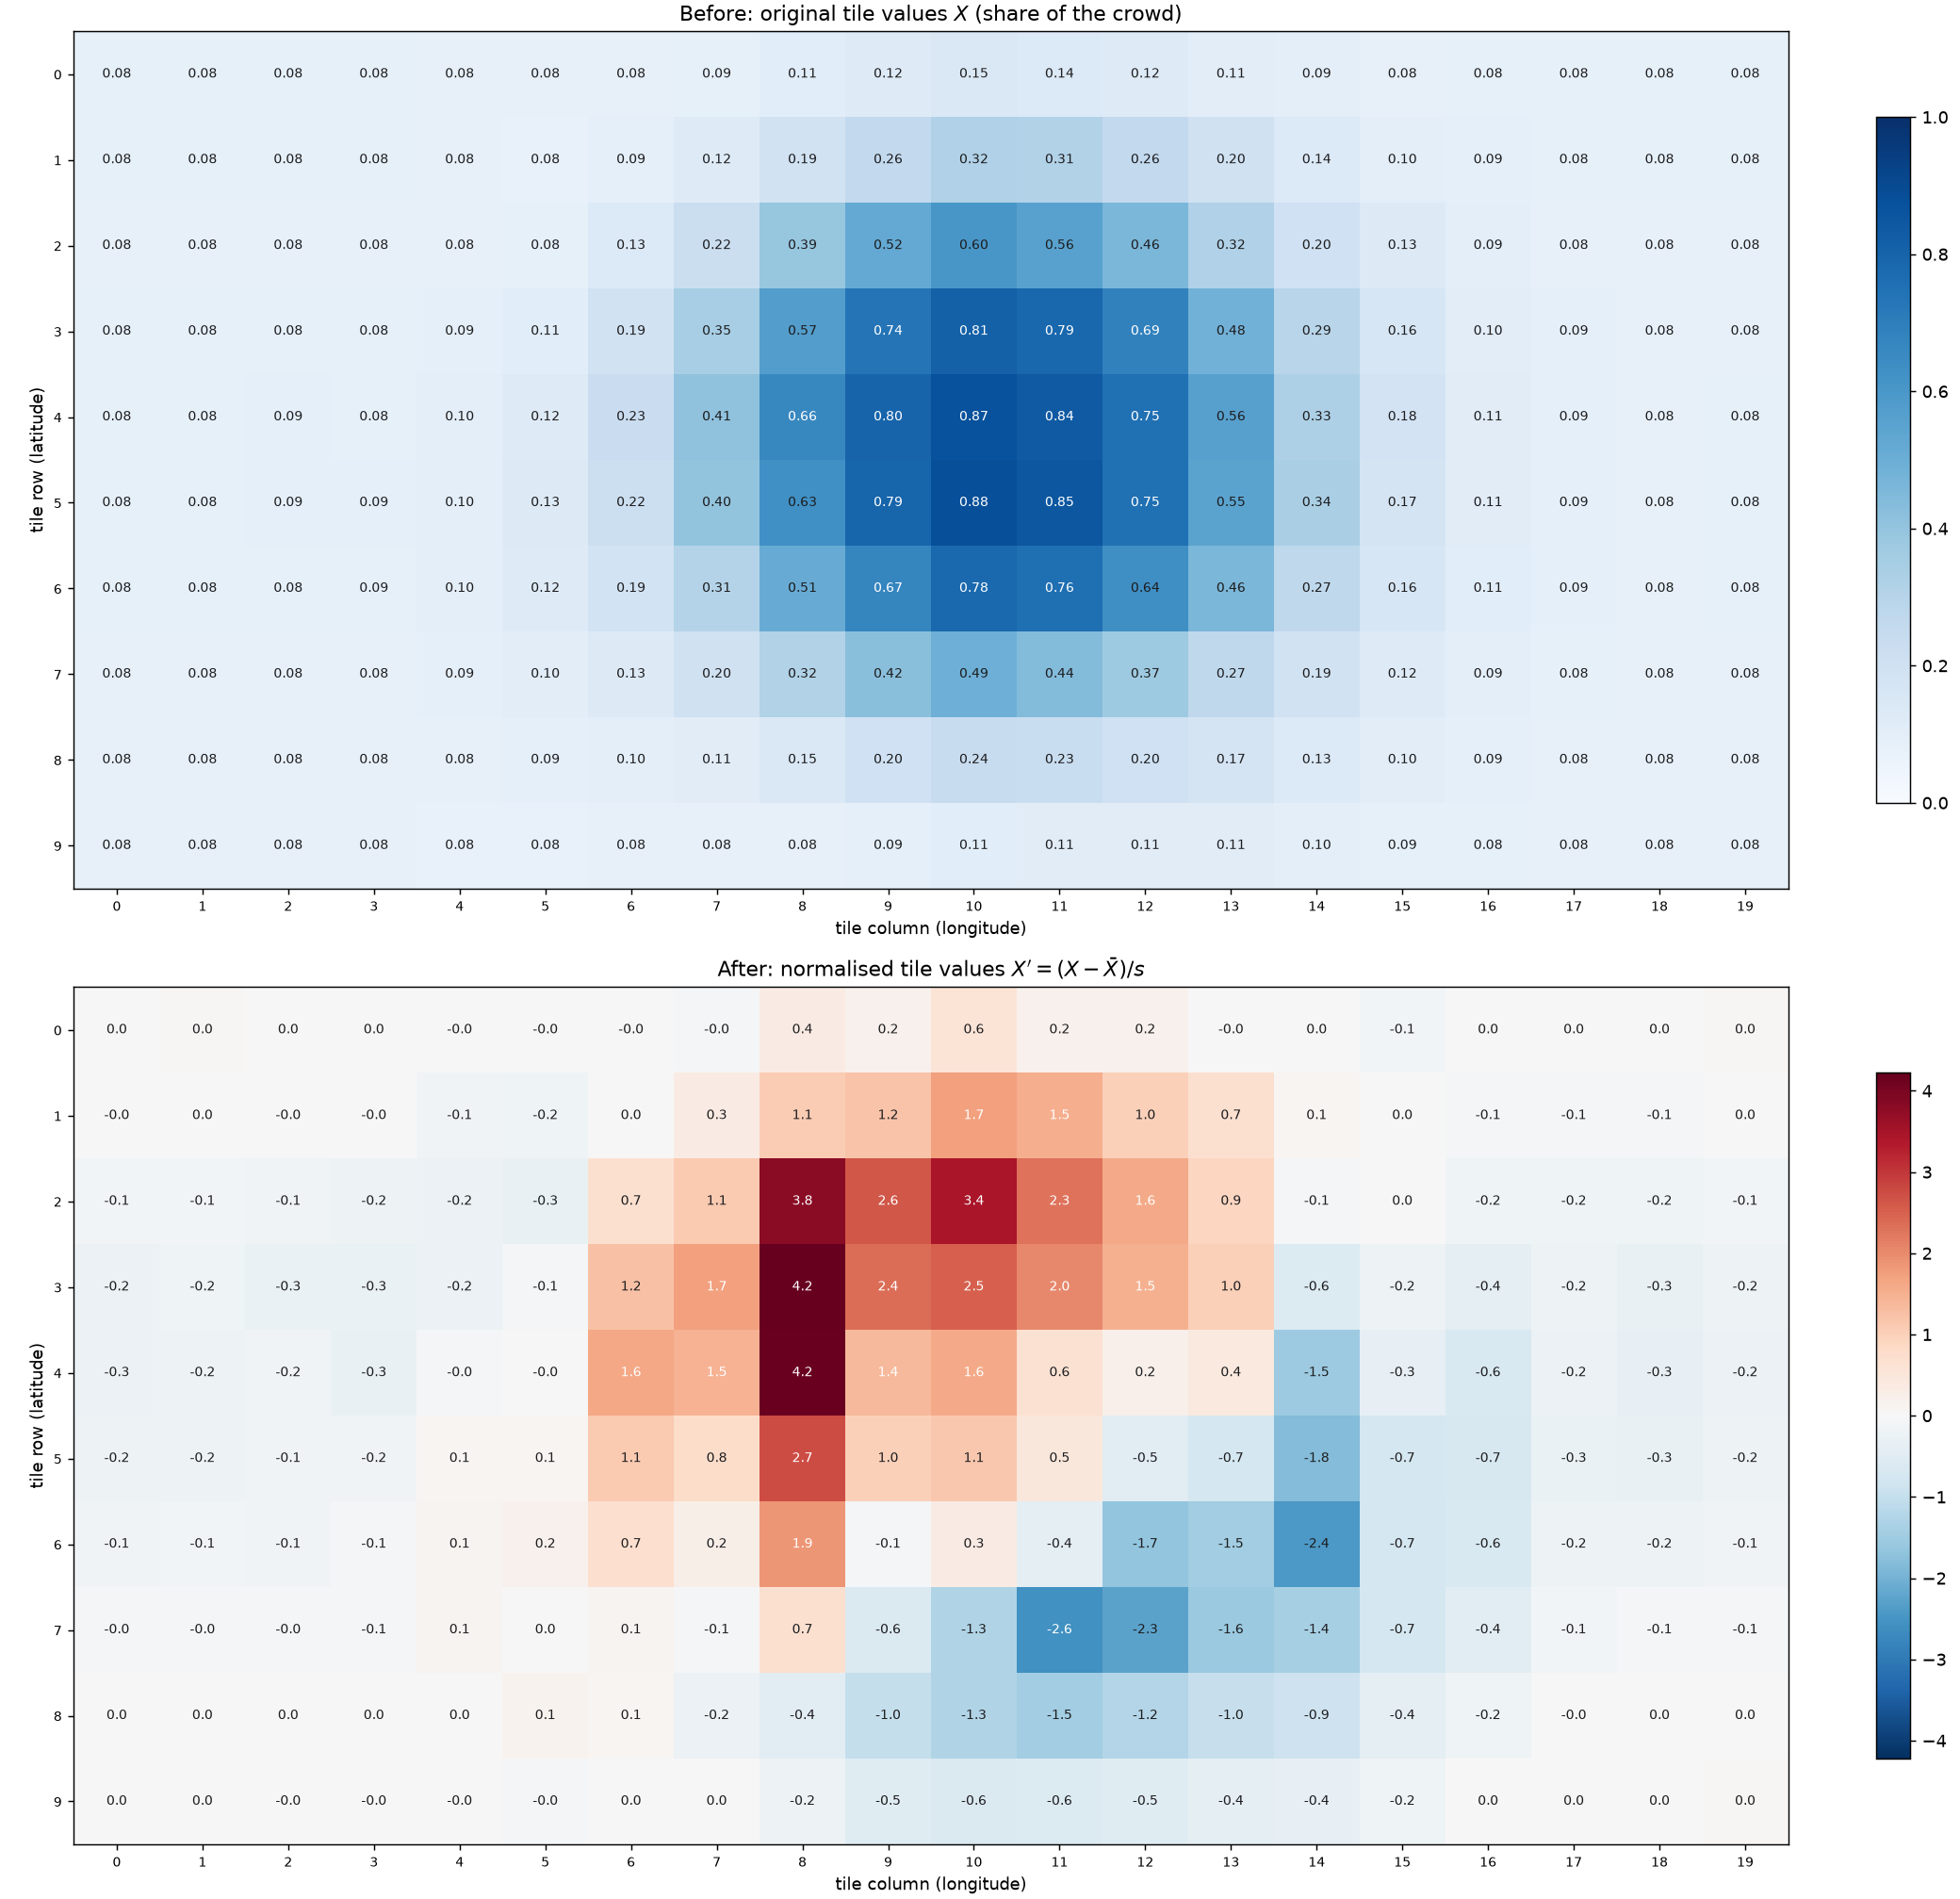 Before: original tile values X (share of the crowd)
0 0.08 0.08 0.08 0.08 0.08 0.08 0.08 0.09 0.11 0.12 0.15 0.14 0.12 0.11 0.09 0.08 0.08 0.08 0.08 0.08
1 0.08 0.08 0.08 0.08 0.08 0.08 0.09 0.12 0.19 0.26 0.32 0.31 0.26 0.20 0.14 0.10 0.09 0.08 0.08 0.08
2 0.08 0.08 0.08 0.08 0.08 0.08 0.13 0.22 0.39 0.52 0.60 0.56 0.46 0.32 0.20 0.13 0.09 0.08 0.08 0.08
3 0.08 0.08 0.08 0.08 0.09 0.11 0.19 0.35 0.57 0.74 0.81 0.79 0.69 0.48 0.29 0.16 0.10 0.09 0.08 0.08
4 0.08 0.08 0.09 0.08 0.10 0.12 0.23 0.41 0.66 0.80 0.87 0.84 0.75 0.56 0.33 0.18 0.11 0.09 0.08 0.08
5 0.08 0.08 0.09 0.09 0.10 0.13 0.22 0.40 0.63 0.79 0.88 0.85 0.75 0.55 0.34 0.17 0.11 0.09 0.08 0.08
6 0.08 0.08 0.08 0.09 0.10 0.12 0.19 0.31 0.51 0.67 0.78 0.76 0.64 0.46 0.27 0.16 0.11 0.09 0.08 0.08
7 0.08 0.08 0.08 0.08 0.09 0.10 0.13 0.20 0.32 0.42 0.49 0.44 0.37 0.27 0.19 0.12 0.09 0.08 0.08 0.08
8 0.08 0.08 0.08 0.08 0.08 0.09 0.10 0.11 0.15 0.20 0.24 0.23 0.20 0.17 0.13 0.10 0.09 0.08 0.08 0.08
9 0.08 0.08 0.08 0.08 0.08 0.08 0.08 0.08 0.08 0.09 0.11 0.11 0.11 0.11 0.10 0.09 0.08 0.08 0.08 0.08
0 1 2 3 4 5 6 7 8 9 10 11 12 13 14 15 16 17 18 19
tile column (longitude)
tile row (latitude)
1.0
0.8
0.6
0.4
0.2
0.0
After: normalised tile values X′ = (X − X̄)/s
0 0.0 0.0 0.0 0.0 -0.0 -0.0 -0.0 -0.0 0.4 0.2 0.6 0.2 0.2 -0.0 0.0 -0.1 0.0 0.0 0.0 0.0
1 -0.0 0.0 -0.0 -0.0 -0.1 -0.2 0.0 0.3 1.1 1.2 1.7 1.5 1.0 0.7 0.1 0.0 -0.1 -0.1 -0.1 0.0
2 -0.1 -0.1 -0.1 -0.2 -0.2 -0.3 0.7 1.1 3.8 2.6 3.4 2.3 1.6 0.9 -0.1 0.0 -0.2 -0.2 -0.2 -0.1
3 -0.2 -0.2 -0.3 -0.3 -0.2 -0.1 1.2 1.7 4.2 2.4 2.5 2.0 1.5 1.0 -0.6 -0.2 -0.4 -0.2 -0.3 -0.2
4 -0.3 -0.2 -0.2 -0.3 -0.0 -0.0 1.6 1.5 4.2 1.4 1.6 0.6 0.2 0.4 -1.5 -0.3 -0.6 -0.2 -0.3 -0.2
5 -0.2 -0.2 -0.1 -0.2 0.1 0.1 1.1 0.8 2.7 1.0 1.1 0.5 -0.5 -0.7 -1.8 -0.7 -0.7 -0.3 -0.3 -0.2
6 -0.1 -0.1 -0.1 -0.1 0.1 0.2 0.7 0.2 1.9 -0.1 0.3 -0.4 -1.7 -1.5 -2.4 -0.7 -0.6 -0.2 -0.2 -0.1
7 -0.0 -0.0 -0.0 -0.1 0.1 0.0 0.1 -0.1 0.7 -0.6 -1.3 -2.6 -2.3 -1.6 -1.4 -0.7 -0.4 -0.1 -0.1 -0.1
8 0.0 0.0 0.0 0.0 0.0 0.1 0.1 -0.2 -0.4 -1.0 -1.3 -1.5 -1.2 -1.0 -0.9 -0.4 -0.2 -0.0 0.0 0.0
9 0.0 0.0 -0.0 -0.0 -0.0 -0.0 0.0 0.0 -0.2 -0.5 -0.6 -0.6 -0.5 -0.4 -0.4 -0.2 0.0 0.0 0.0 0.0
0 1 2 3 4 5 6 7 8 9 10 11 12 13 14 15 16 17 18 19
tile column (longitude)
tile row (latitude)
4
3
2
1
0
−1
−2
−3
−4